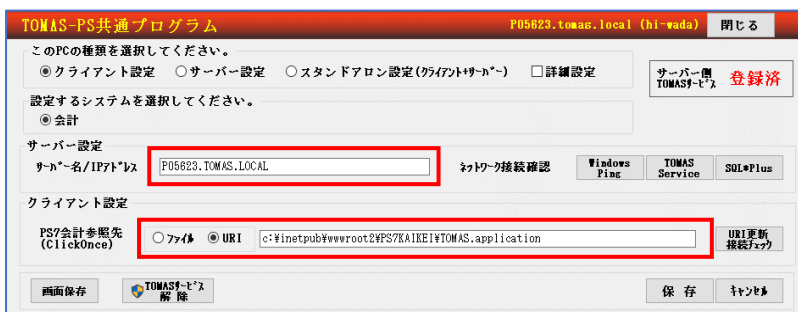 TOMAS-PS共通プログラム P05623.tomas.local (hi-wada) 閉じる
このPCの種類を選択してください。
クライアント設定 サーバー設定 スタンドアロン設定(ｸﾗｲｱﾝﾄ+ｻｰﾊﾞｰ) 詳細設定
サーバー側
TOMASｻｰﾋﾞｽ 登録済
設定するシステムを選択してください。
会計
サーバー設定
ｻｰﾊﾞｰ名/IPｱﾄﾞﾚｽ P05623.TOMAS.LOCAL ﾈｯﾄﾜｰｸ接続確認
Windows
Ping
TOMAS
Service
SQL*Plus
クライアント設定
PS7会計参照先
(ClickOnce)
ﾌｧｲﾙ URI c:¥inetpub¥wwwroot2¥PS7KAIKEI¥TOMAS.application
URI更新
接続ﾁｪｯｸ
画面保存
TOMASｻｰﾋﾞｽ
解 除
保 存 ｷｬﾝｾﾙ